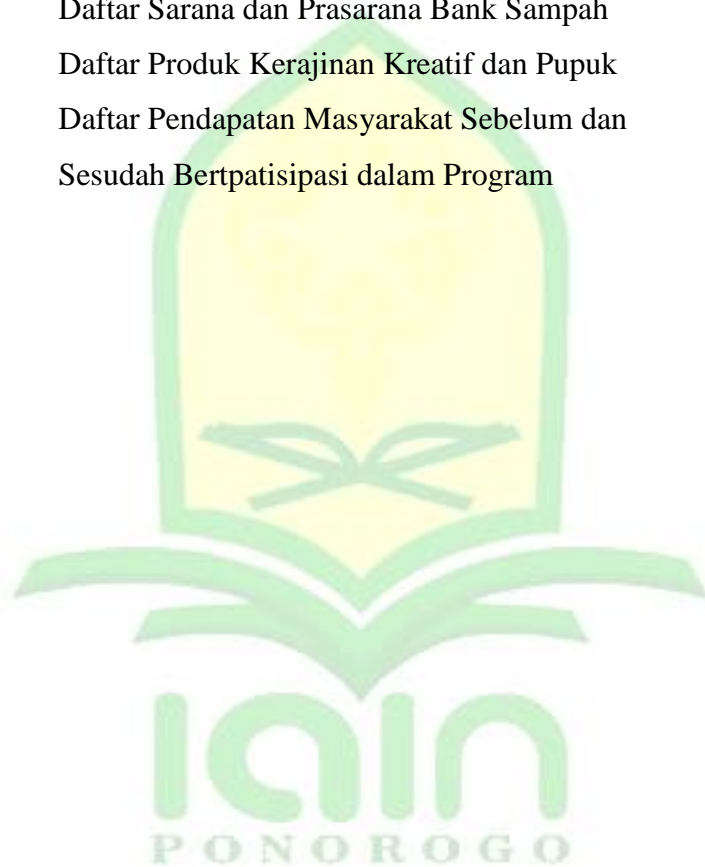 Daftar Sarana dan Prasarana Bank Sampah
Daftar Produk Kerajinan Kreatif dan Pupuk
Daftar Pendapatan Masyarakat Sebelum dan
Sesudah Bertpatisipasi dalam Program
iain
PONOROGO